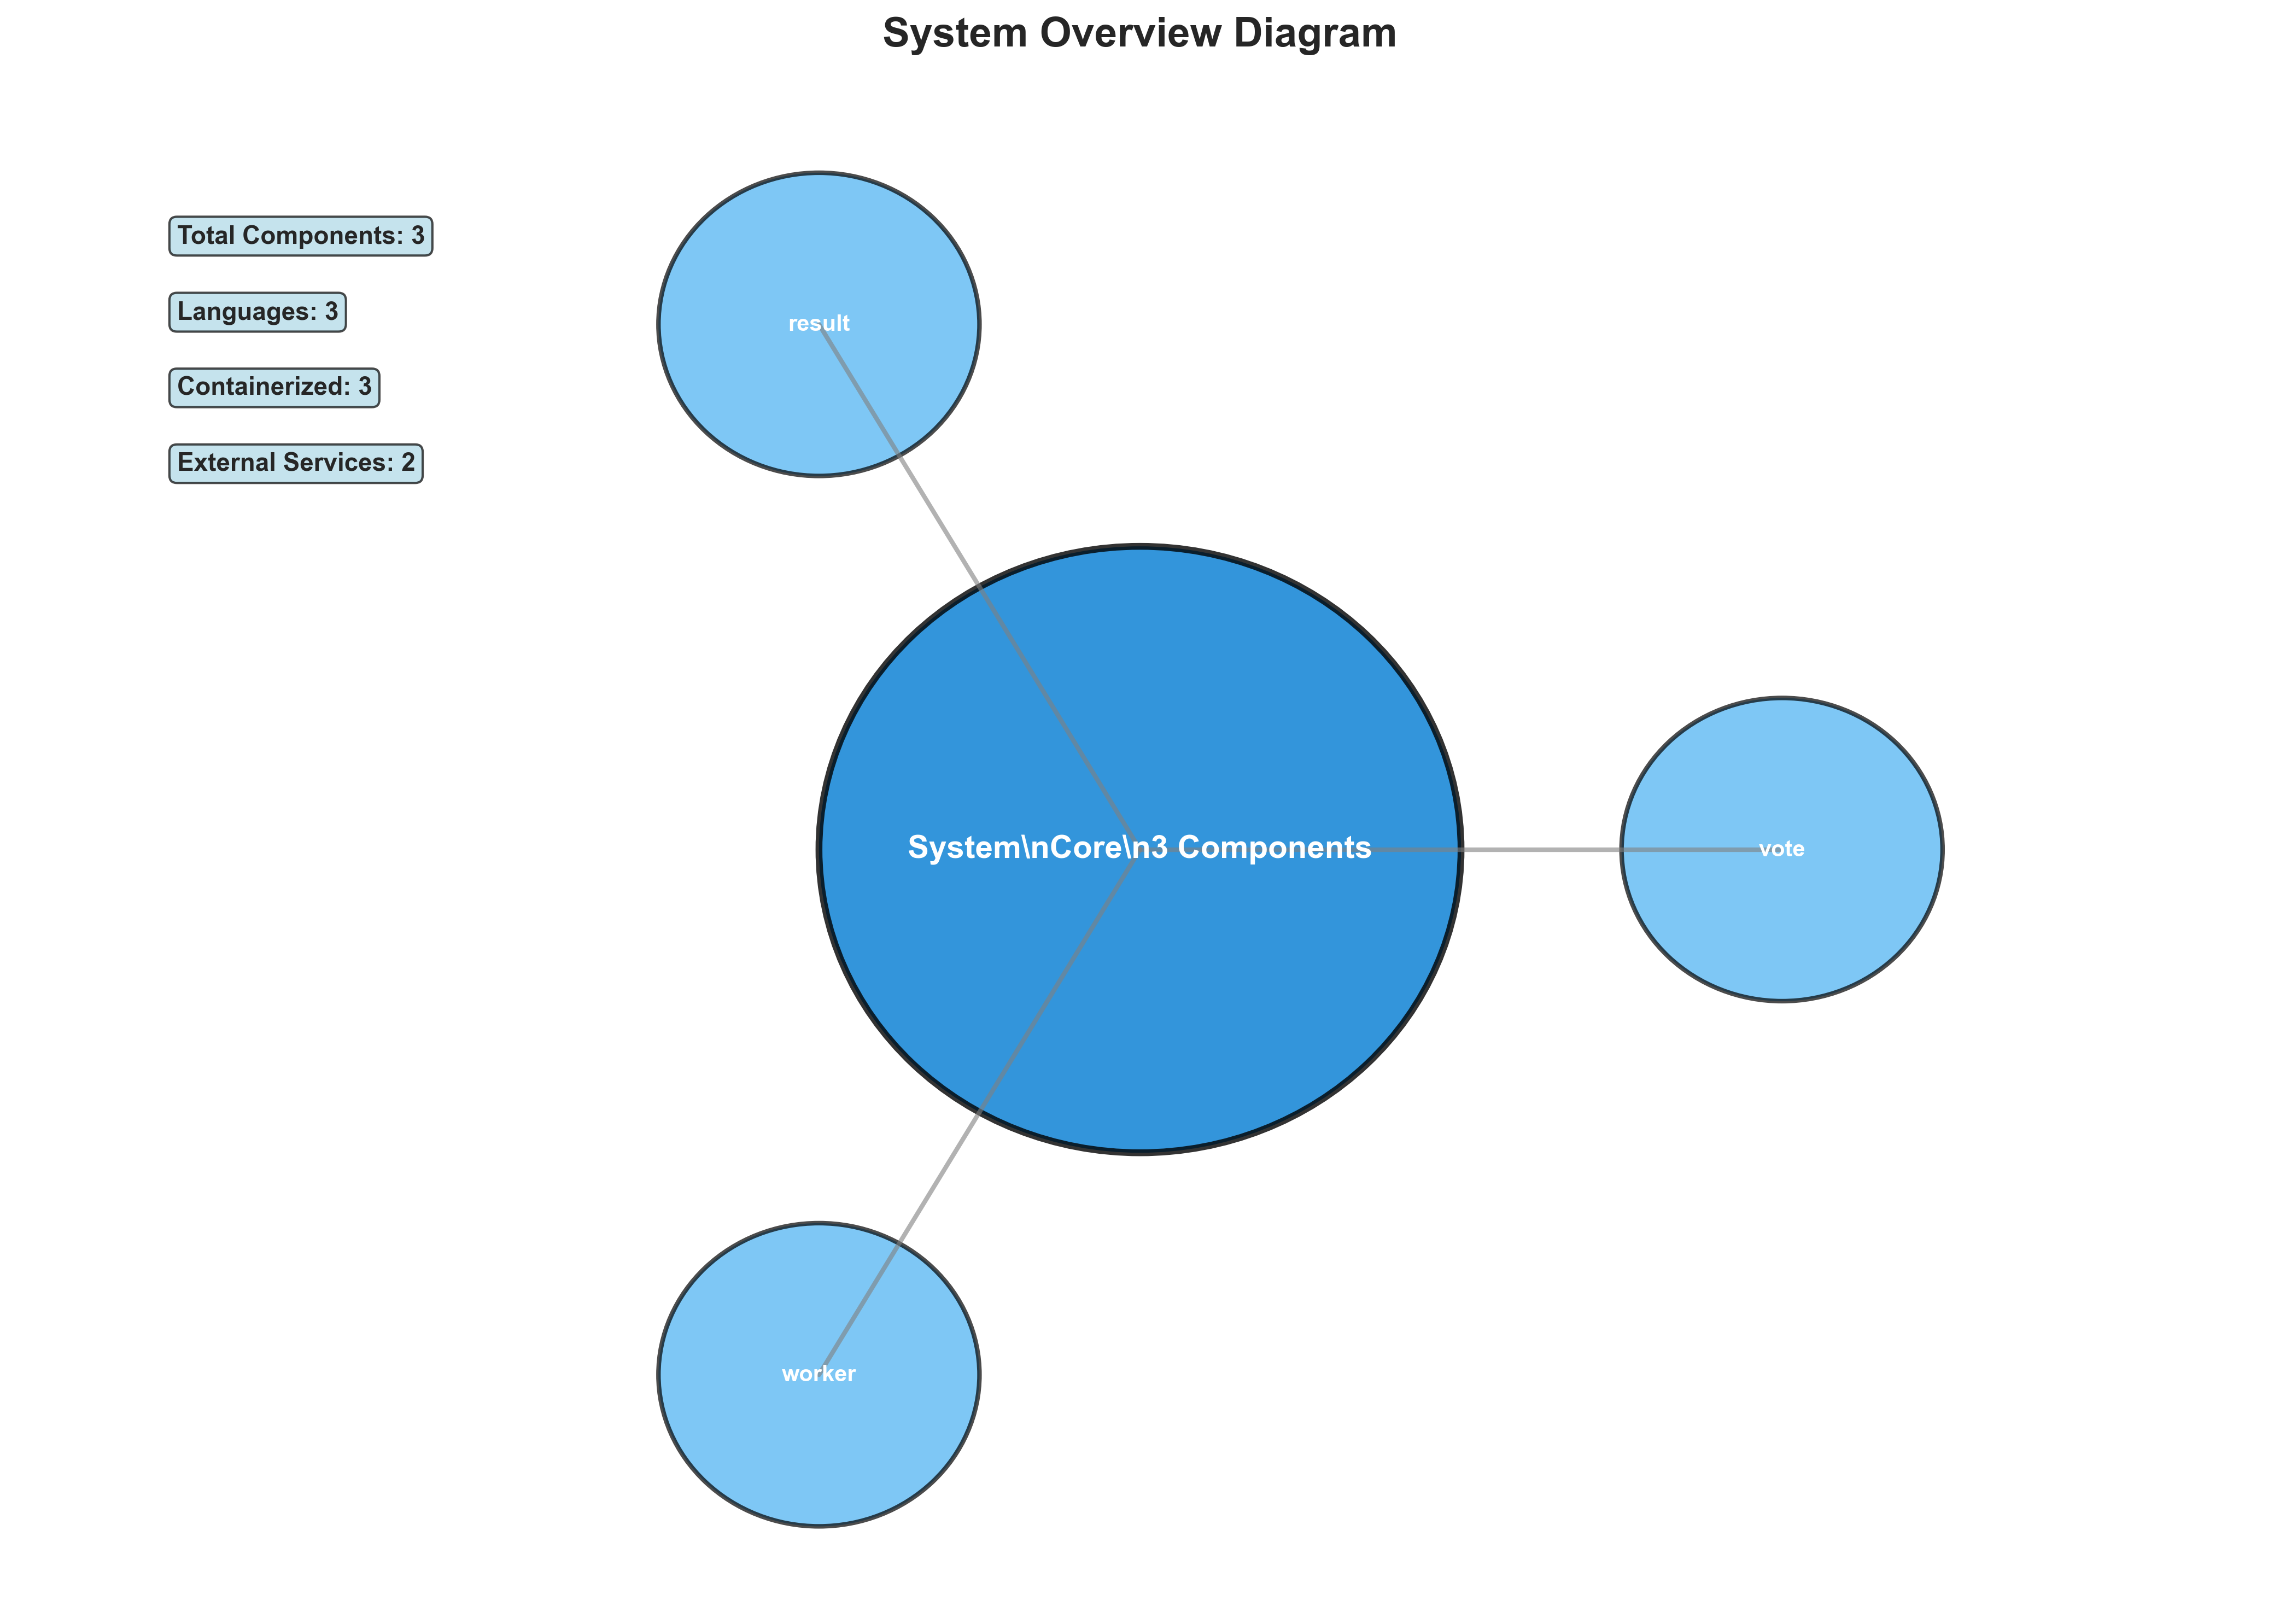 System Overview Diagram
Total Components: 3
Languages: 3
Containerized: 3
External Services: 2
result
System\nCore\n3 Components
vote
worker